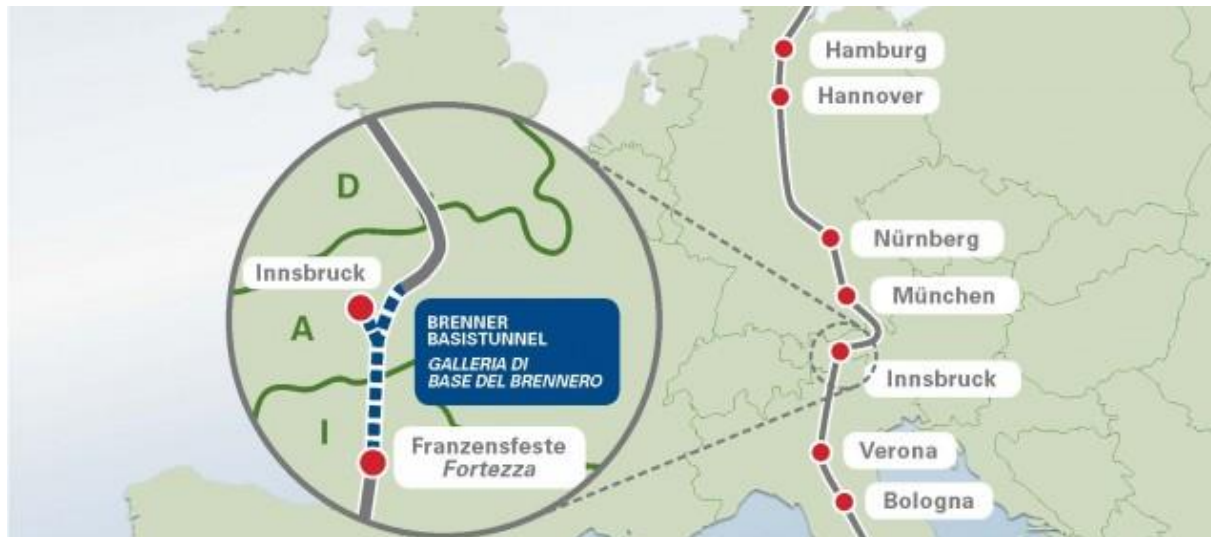 Hamburg
Hannover
D
Nürnberg
Innsbruck
München
A
BRENNER
BASISTUNNEL
GALLERIA DI
BASE DEL BRENNERO
Innsbruck
I
Franzensfeste
Fortezza
Verona
Bologna